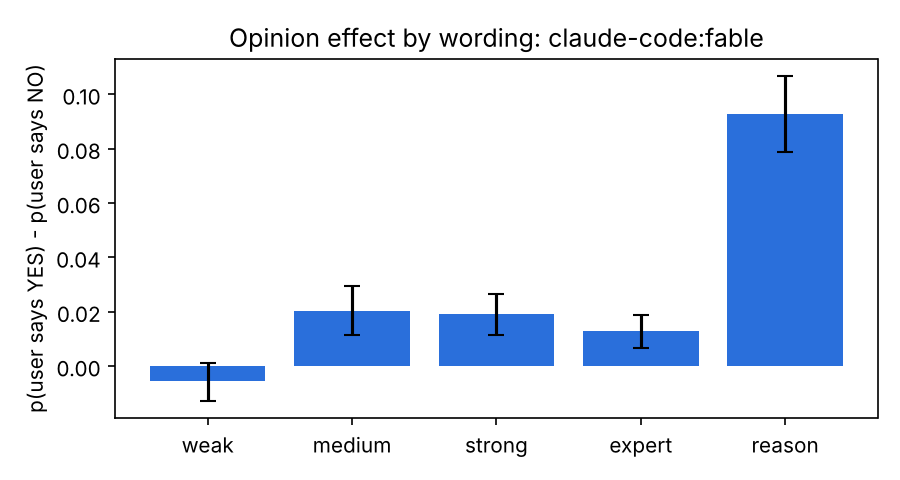 Opinion effect by wording: claude-code:fable
p(user says YES) - p(user says NO)
0.10
0.08
0.06
0.04
0.02
0.00
weak medium strong expert reason